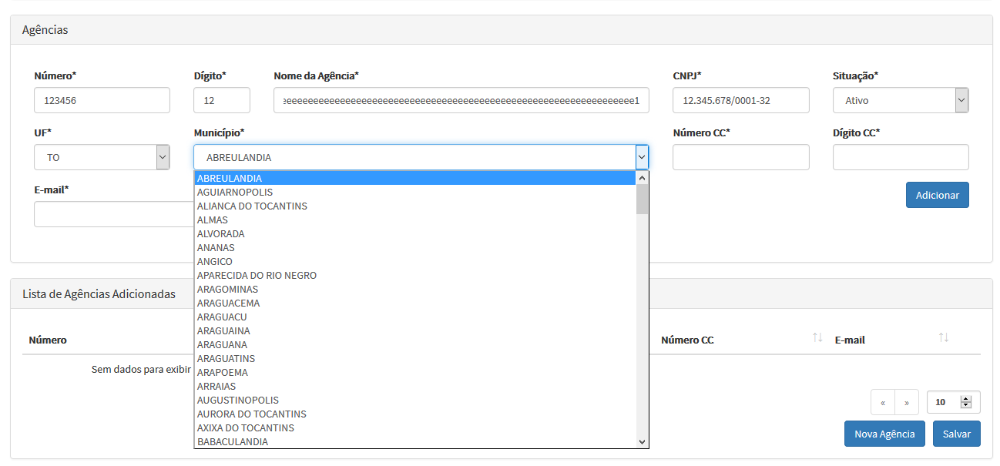 Agências
Número* Dígito* Nome da Agência* CNPJ* Situação*
123456 12 eeeeeeeeeeeeeeeeeeeeeeeeeeeeeeeeeeeeeeeeeeeeeeeeeeeeeeeeeeeeeeeeeee1 12.345.678/0001-32 Ativo
UF* Município* Número CC* Dígito CC*
TO ABREULANDIA
E-mail*
Adicionar
ABREULANDIA
AGUIARNOPOLIS
ALIANCA DO TOCANTINS
ALMAS
ALVORADA
ANANAS
ANGICO
APARECIDA DO RIO NEGRO
ARAGOMINAS
ARAGUACEMA
ARAGUACU
ARAGUAINA
ARAGUANA
ARAGUATINS
ARAPOEMA
ARRAIAS
AUGUSTINOPOLIS
AURORA DO TOCANTINS
AXIXA DO TOCANTINS
BABACULANDIA
Lista de Agências Adicionadas
Número Número CC E-mail
Sem dados para exibir
« » 10
Nova Agência Salvar